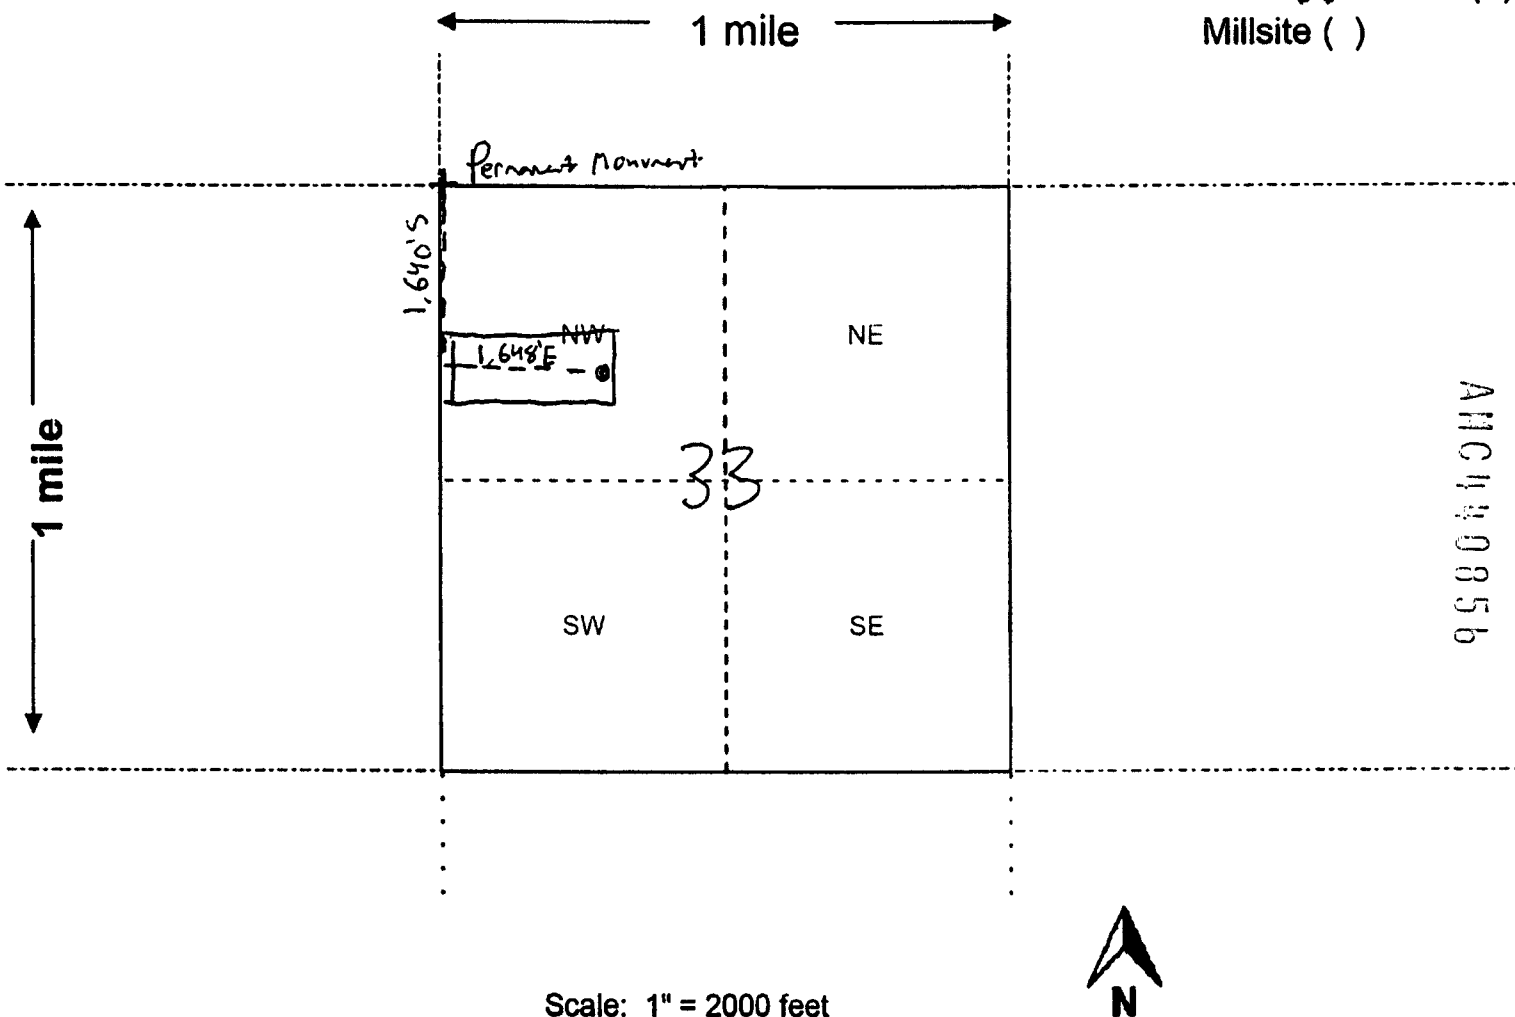 1 mile
Millsite ( )
Permanent Monument
1,640'S
NW
NE
1,648'E
1 mile
33
SW
SE
AMC440856
Scale: 1" = 2000 feet
N